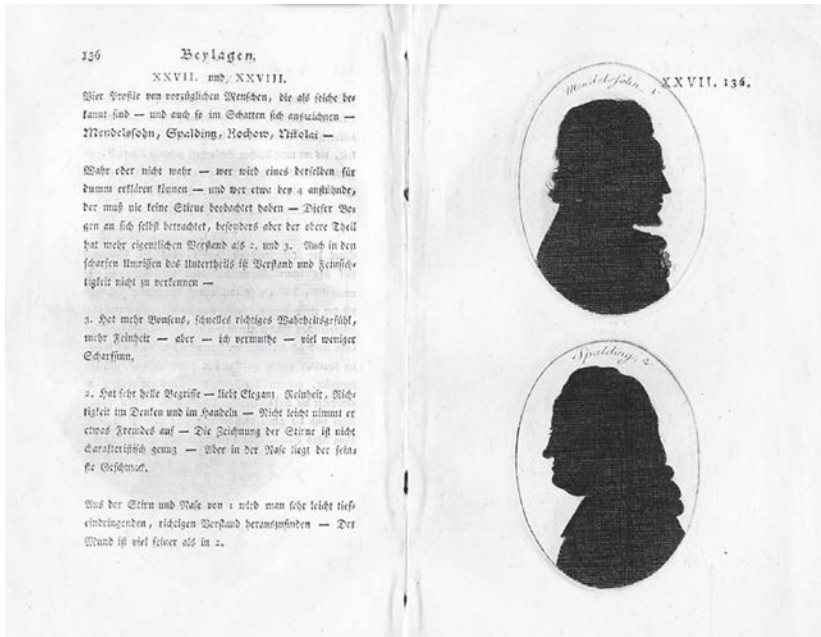 136 Beylagen.
XXVII. und XXVIII.
Vier Profile von vorzüglichen Menschen, die als solche be-
kannt sind — und auch so im Schatten sich auszeichnen —
Mendelssohn, Spalding, Rochow, Nikolai —
Wahr oder nicht wahr — wer wird eines derselben für
dumm erklären können — und wer etwa bey 4 anstühnde,
der muß nie keine Stirne beobachtet haben — Dieser Bo-
gen an sich selbst betrachtet, besonders aber der obere Theil
hat mehr eigentlichen Verstand als 2. und 3. Auch in den
scharfen Umrissen des Untertheils ist Verstand und Feinsich-
tigkeit nicht zu verkennen —
3. Hat mehr Bonsens, schnelles richtiges Wahrheitsgefühl,
mehr Feinheit — aber — ich vermuthe — viel weniger
Scharfsinn.
2. Hat sehr helle Begriffe — liebt Eleganz, Reinheit, Rich-
tigkeit im Denken und im Handeln — Nicht leicht nimmt er
etwas Fremdes auf — Die Zeichnung der Stirne ist nicht
charakteristisch genug — Aber in der Nase liegt der fein-
ste Geschmack.
Aus der Stirn und Nase von 1 wird man sehr leicht tief-
eindringenden, richtigen Verstand herauszufinden — Der
Mund ist viel feiner als in 2.
XXVII. 136.
Mendelssohn. 1.
Spalding. 2.